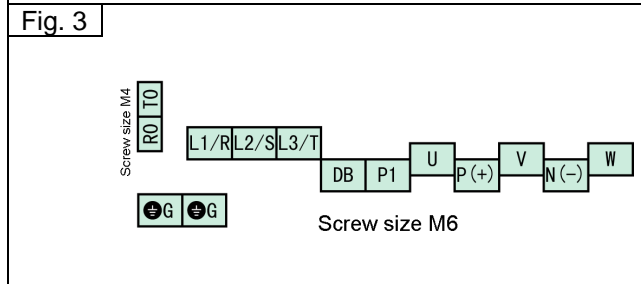 Fig. 3
Screw size M4
R0 T0
L1/R L2/S L3/T
DB P1 U P(+) V N(-) W
G G
Screw size M6